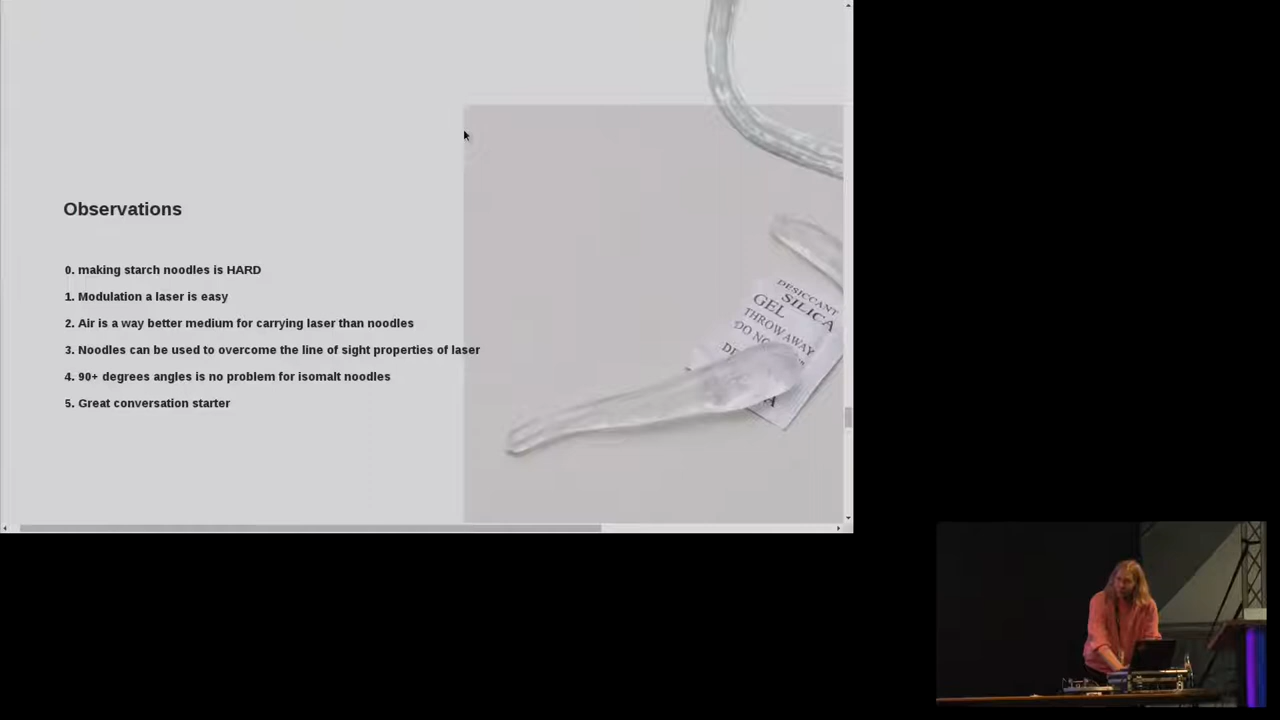 Observations
0. making starch noodles is HARD
1. Modulation a laser is easy
2. Air is a way better medium for carrying laser than noodles
3. Noodles can be used to overcome the line of sight properties of laser
4. 90+ degrees angles is no problem for isomalt noodles
5. Great conversation starter
DESICCANT
SILICA
GEL
THROW AWAY
DO NO